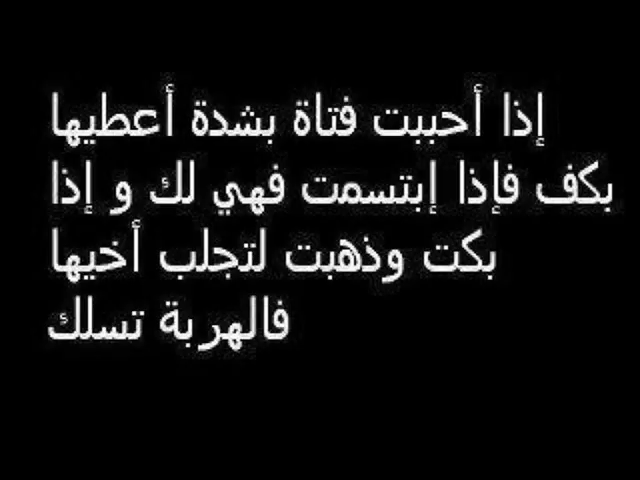 إذا أحببت فتاة بشدة أعطيها
بكف فإذا إبتسمت فهي لك و إذا
بكت وذهبت لتجلب أخيها
فالهربة تسلك